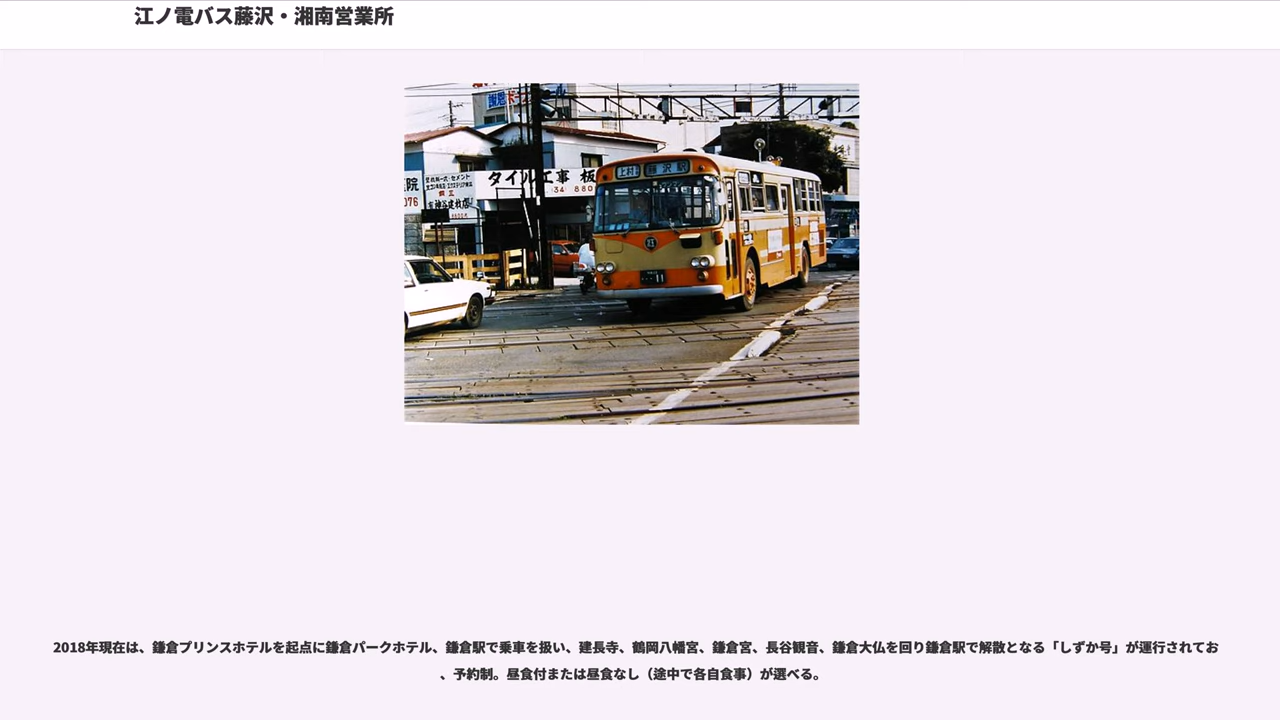 江ノ電バス藤沢・湘南営業所
タイル工事 板
34 880
076
藤沢駅
11
2018年現在は、鎌倉プリンスホテルを起点に鎌倉パークホテル、鎌倉駅で乗車を扱い、建長寺、鶴岡八幡宮、鎌倉宮、長谷観音、鎌倉大仏を回り鎌倉駅で解散となる「しずか号」が運行されてお
、予約制。昼食付または昼食なし（途中で各自食事）が選べる。